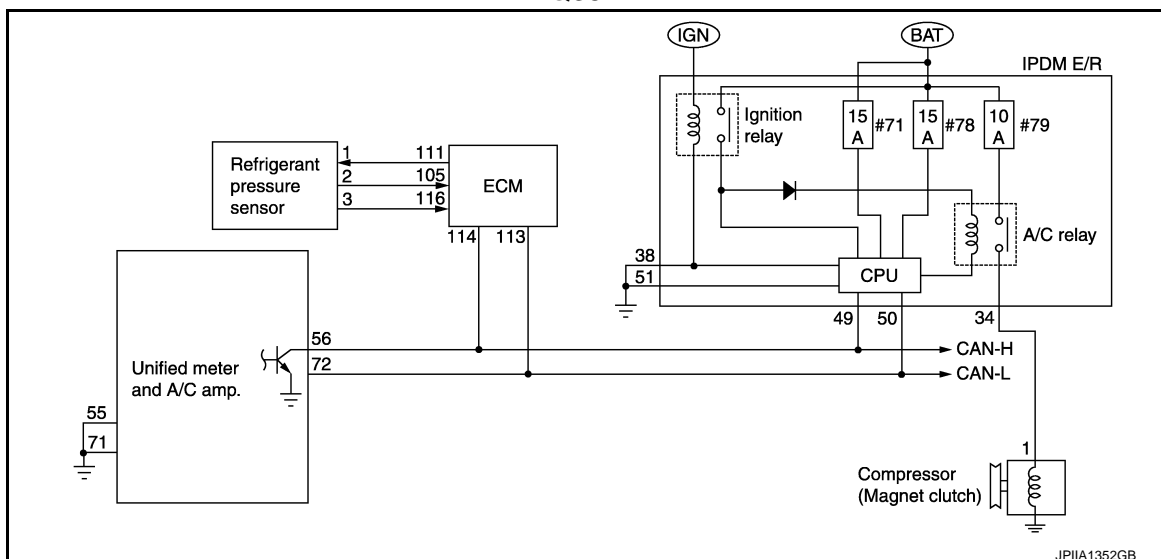 IGN
BAT
IPDM E/R
Ignition
relay
15
A
#71
15
A
#78
10
A
#79
Refrigerant
pressure
sensor
1
2
3
111
105
116
ECM
114
113
A/C relay
38
51
CPU
49
50
34
Unified meter
and A/C amp.
56
72
CAN-H
CAN-L
55
71
1
Compressor
(Magnet clutch)
JPIIA1352GB